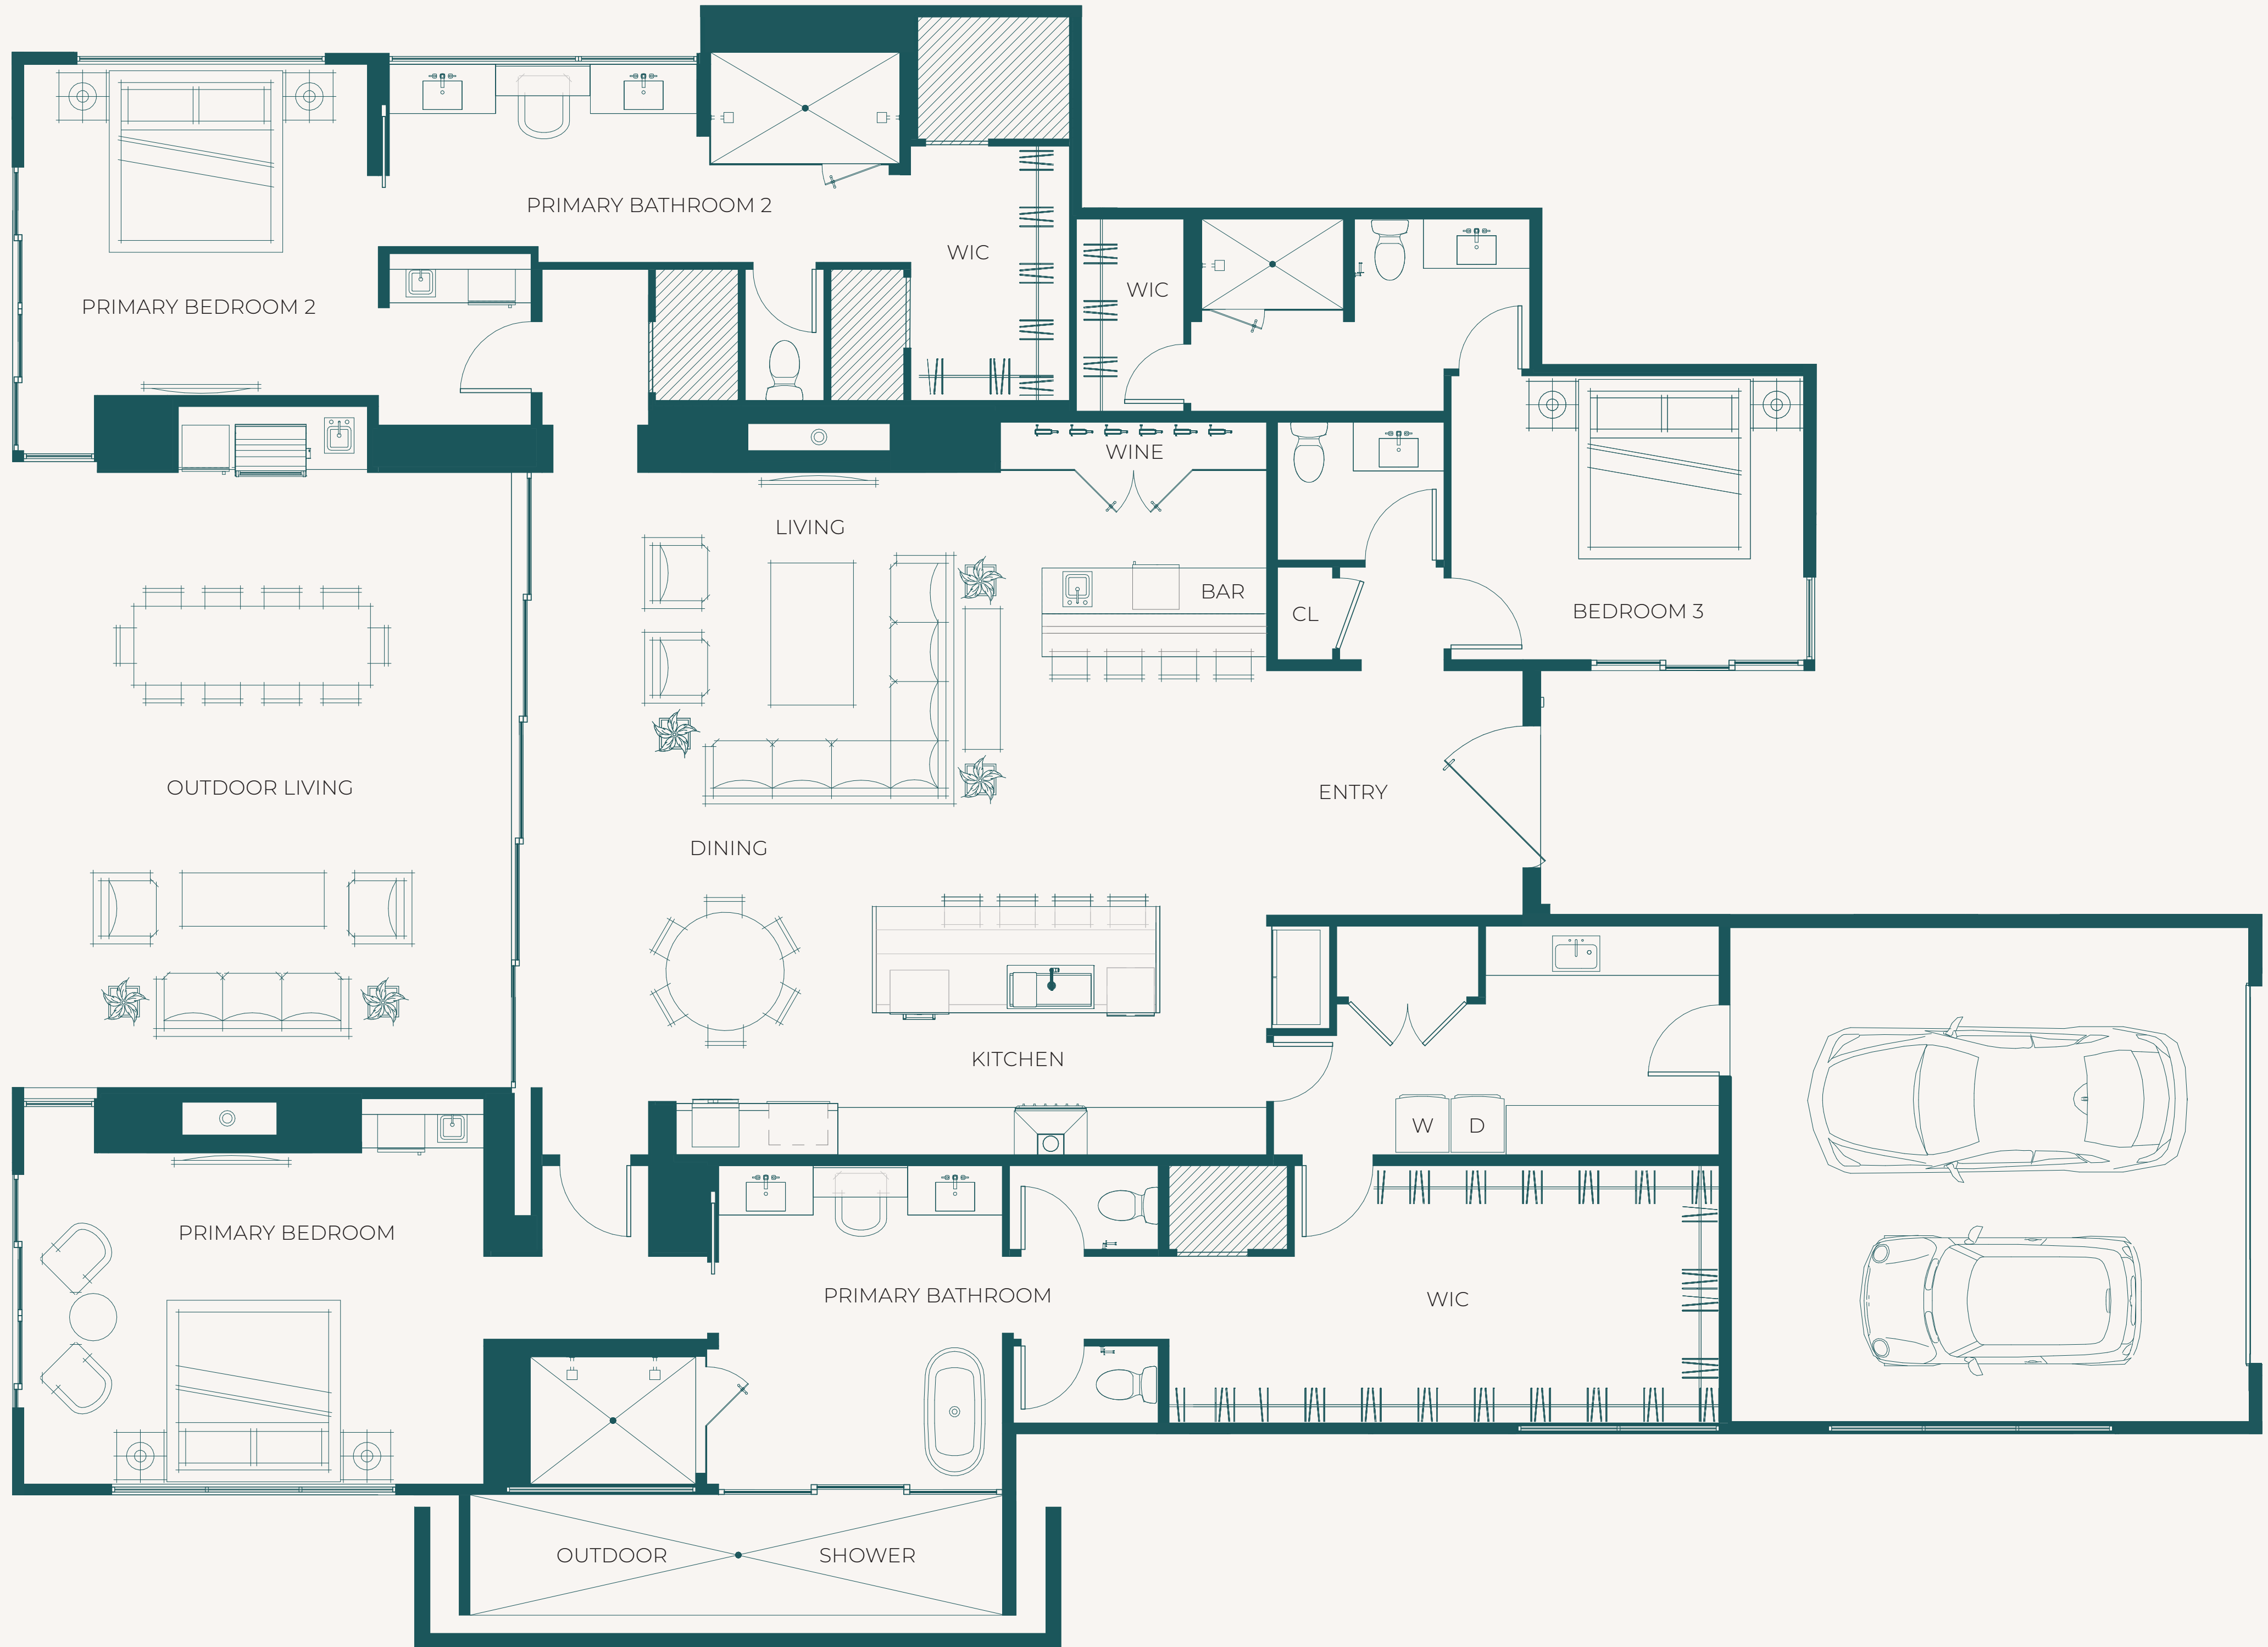 PRIMARY BATHROOM 2
WIC
WIC
PRIMARY BEDROOM 2
WINE
LIVING
BAR
CL
BEDROOM 3
OUTDOOR LIVING
ENTRY
DINING
KITCHEN
W
D
PRIMARY BEDROOM
PRIMARY BATHROOM
WIC
OUTDOOR SHOWER